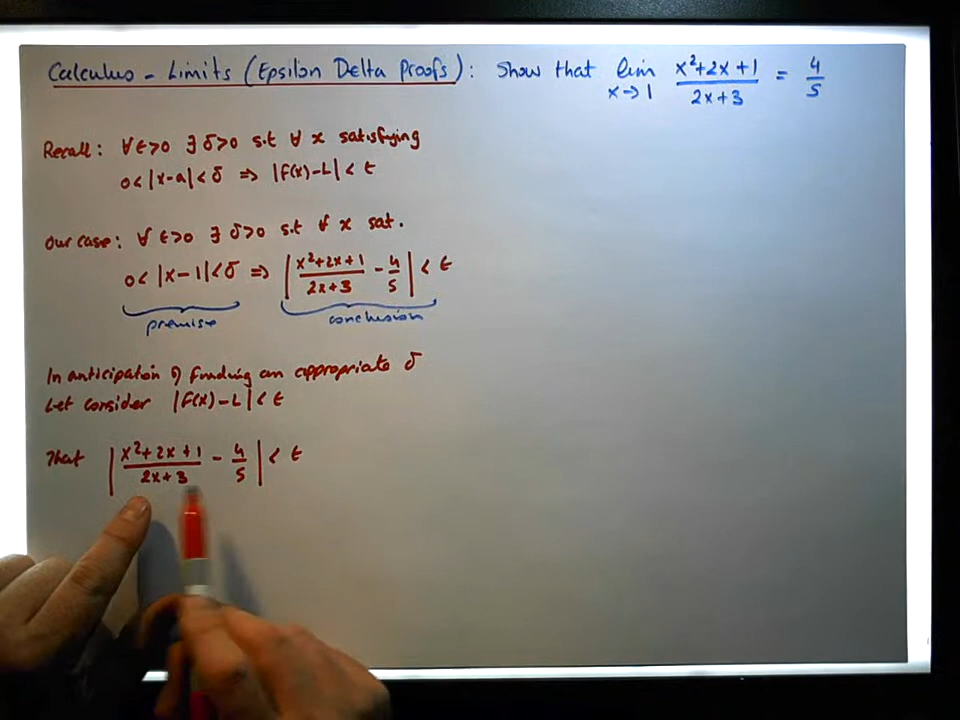 Calculus - Limits (Epsilon Delta Proofs): Show that lim x→1 (x²+2x+1)/(2x+3) = 4/5
Recall: ∀ ε>0 ∃ δ>0 s.t ∀ x satisfying
0<|x-a|<δ ⇒ |f(x)-L|< ε
Our case: ∀ ε>0 ∃ δ>0 s.t ∀ x sat.
0< |x-1|<δ ⇒ |(x²+2x+1)/(2x+3) - 4/5| < ε
premise conclusion
In anticipation of finding an appropriate δ
Let consider |f(x)-L|< ε
That |(x²+2x+1)/(2x+3) - 4/5| < ε